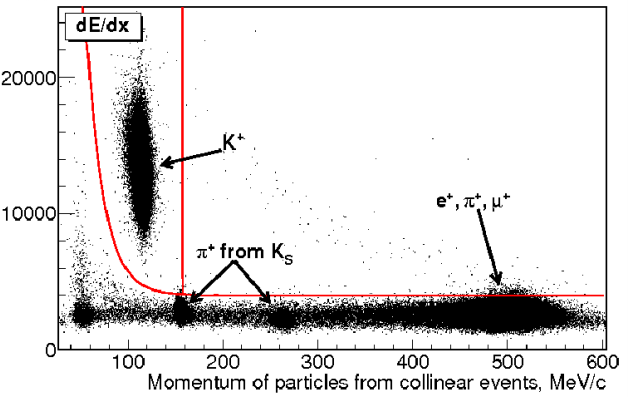 dE/dx
20000
K⁺
e⁺, π⁺, μ⁺
10000
π⁺ from K_S
0
100 200 300 400 500 600
Momentum of particles from collinear events, MeV/c